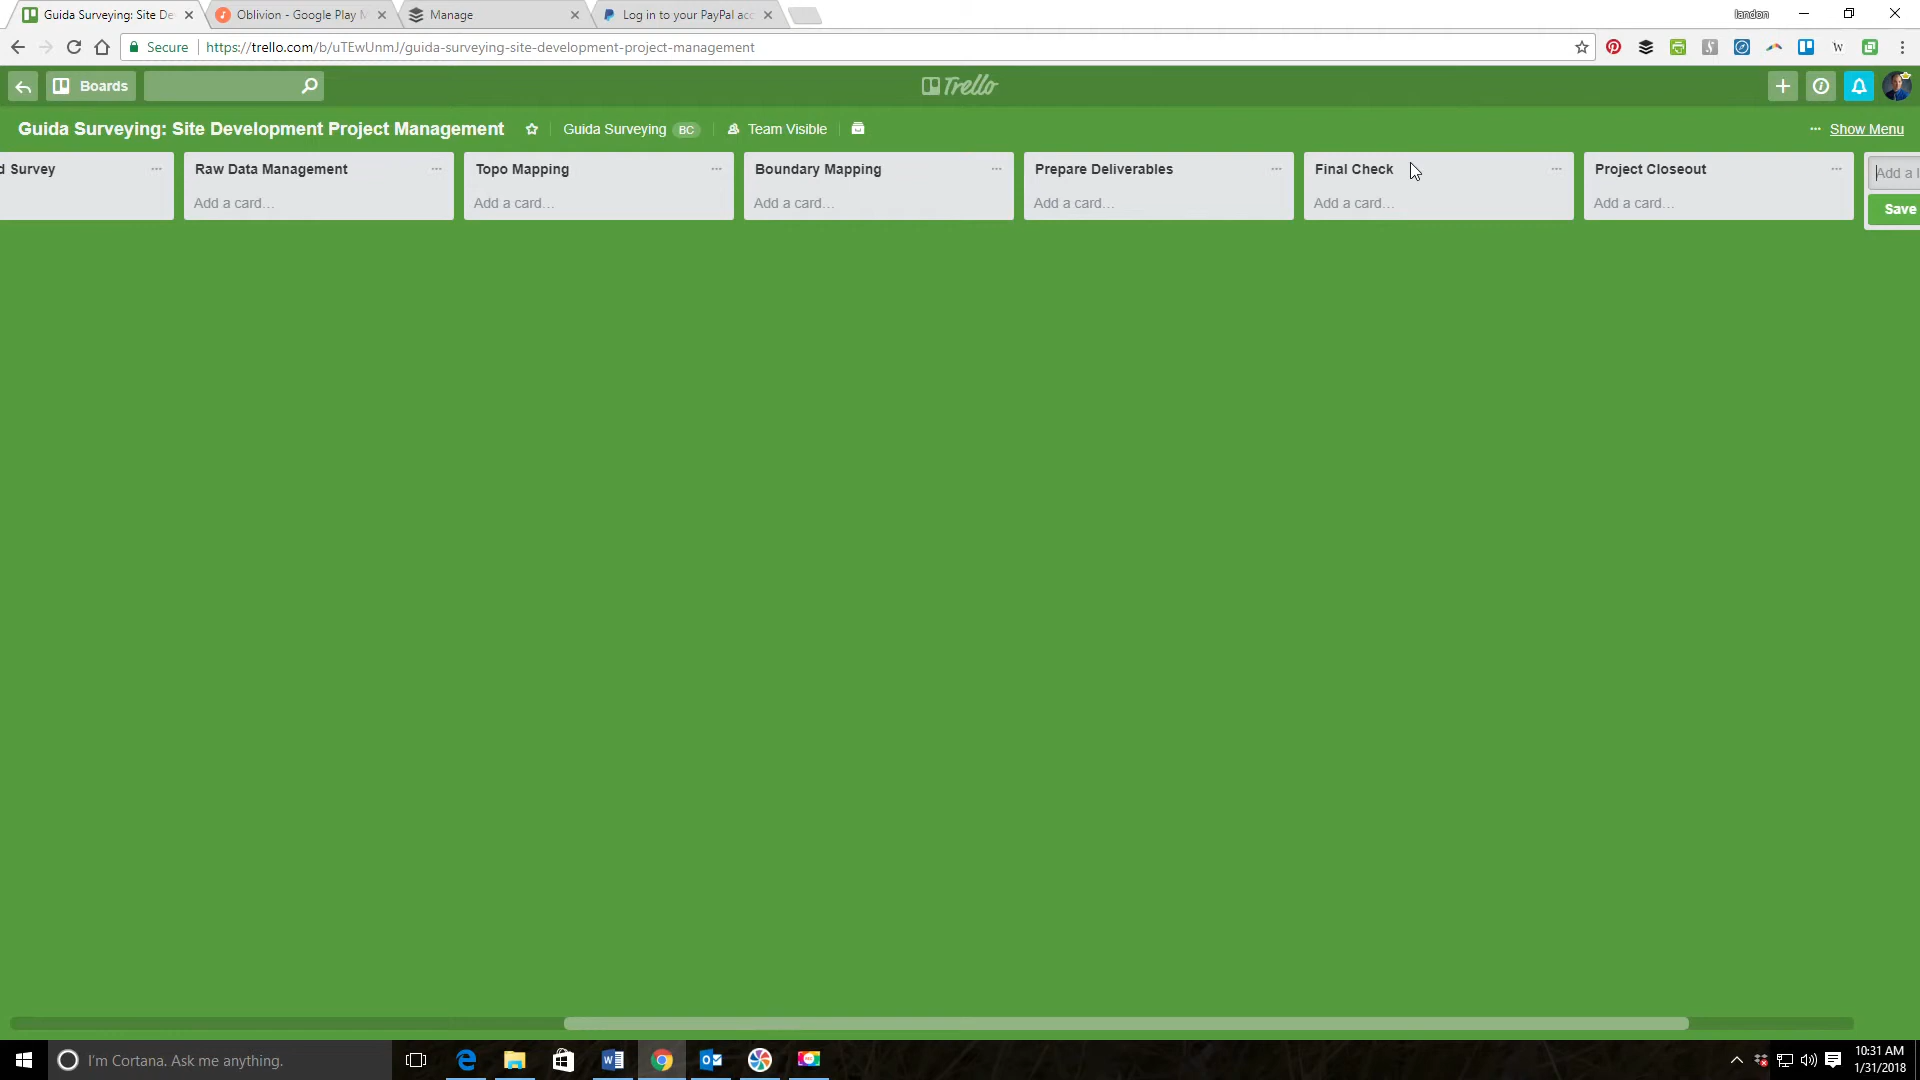 Guida Surveying: Site De
Oblivion - Google Play M
Manage
Log in to your PayPal acc
landon
Secure
https://trello.com/b/uTEwUnmJ/guida-surveying-site-development-project-management
Boards
Trello
Guida Surveying: Site Development Project Management
Guida Surveying BC
Team Visible
Show Menu
d Survey
Raw Data Management
Topo Mapping
Boundary Mapping
Prepare Deliverables
Final Check
Project Closeout
Add a l
Add a card…
Add a card…
Add a card…
Add a card…
Add a card…
Add a card…
Save
I'm Cortana. Ask me anything.
10:31 AM
1/31/2018